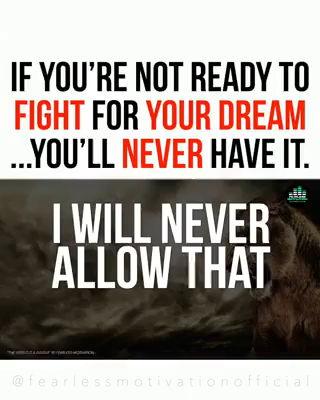 IF YOU'RE NOT READY TO
FIGHT FOR YOUR DREAM
...YOU'LL NEVER HAVE IT.
I WILL NEVER
ALLOW THAT
@fearlessmotivationofficial